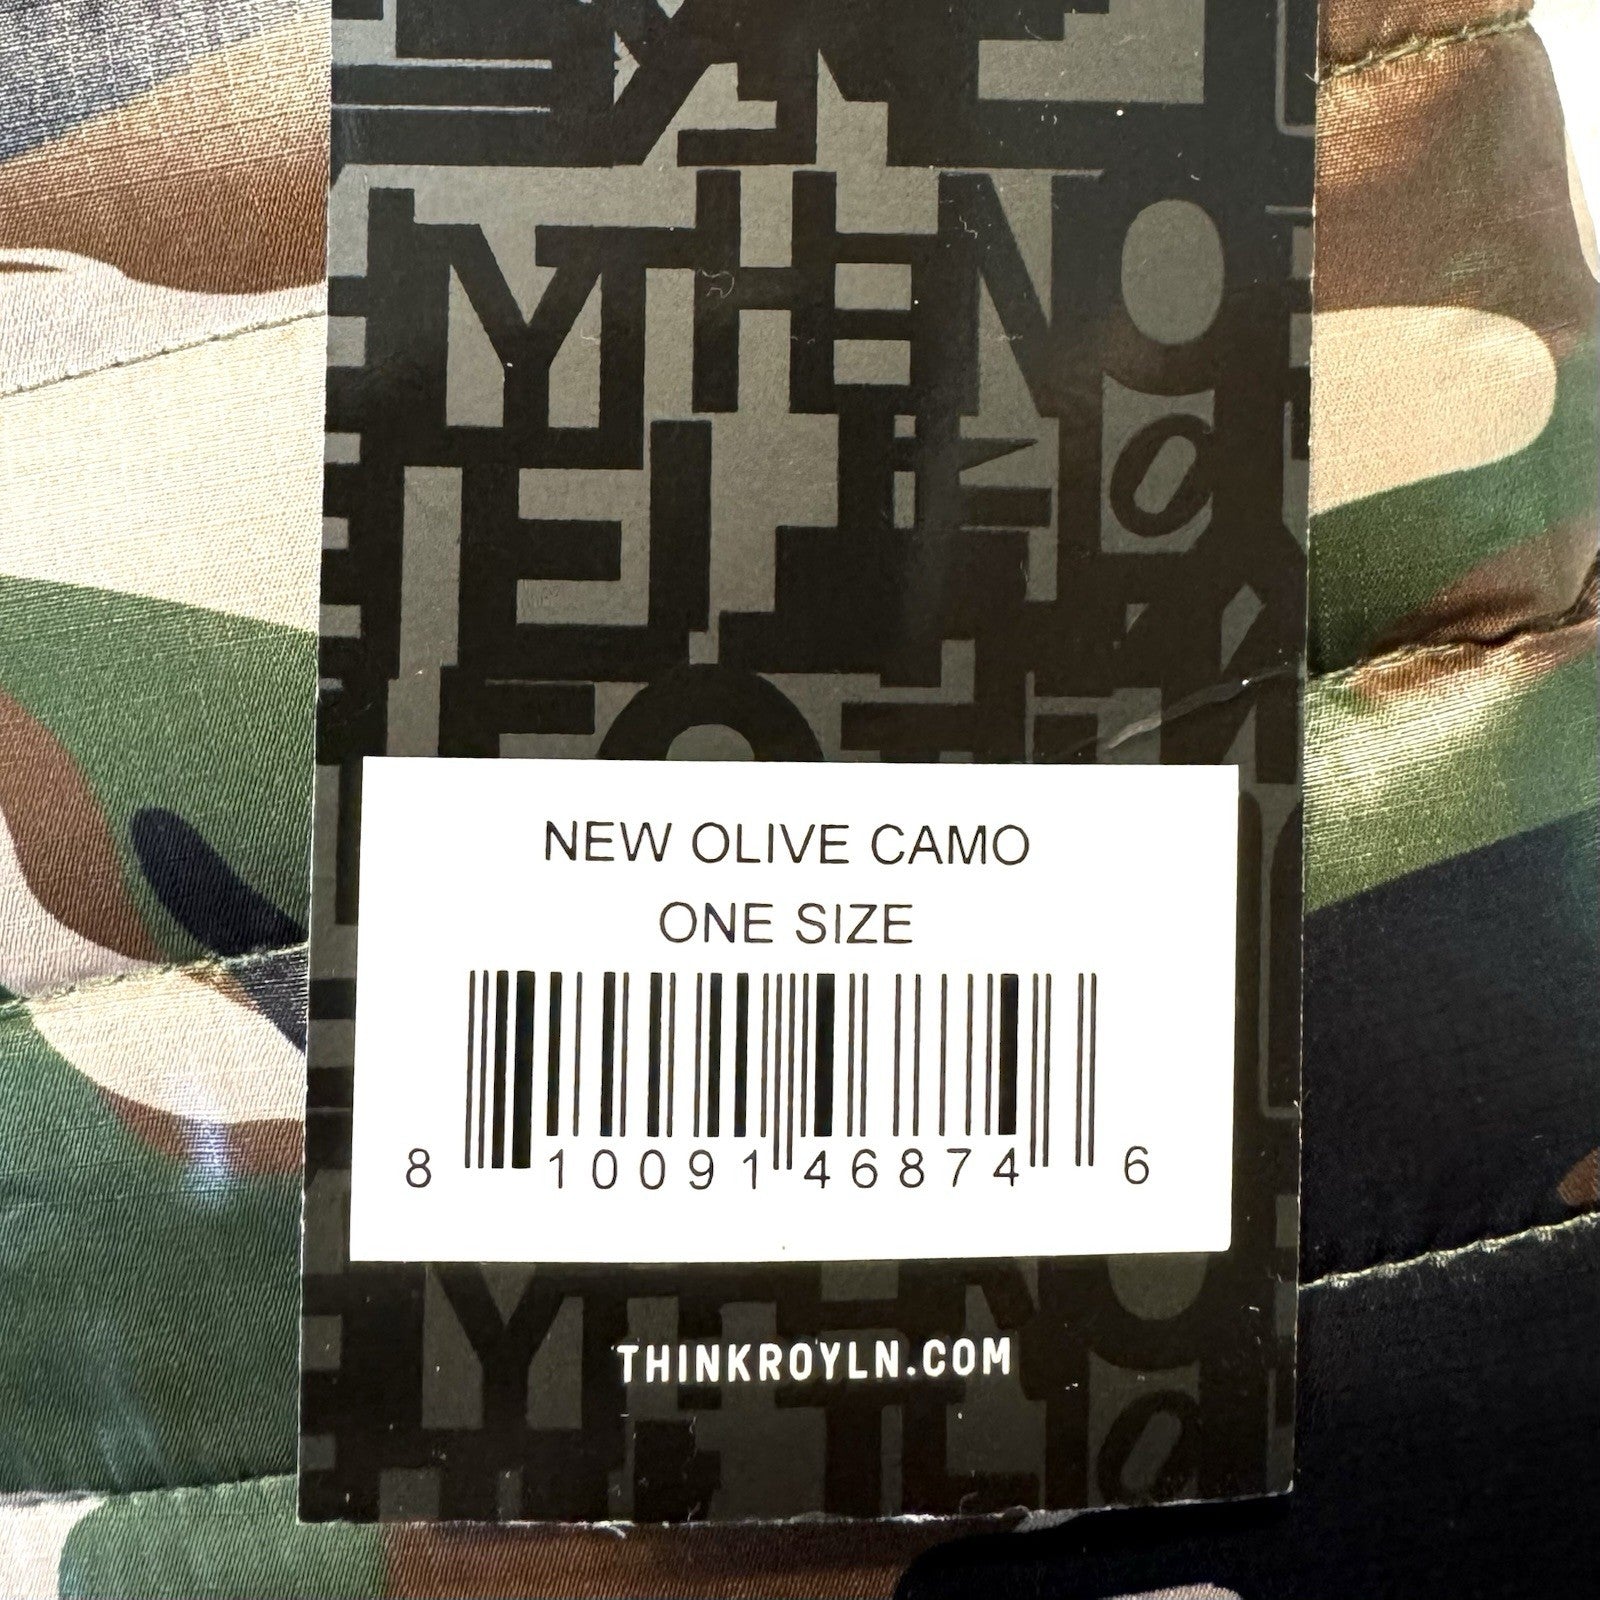 NEW OLIVE CAMO
ONE SIZE
8 10091 46874 6
THINKROYLN.COM